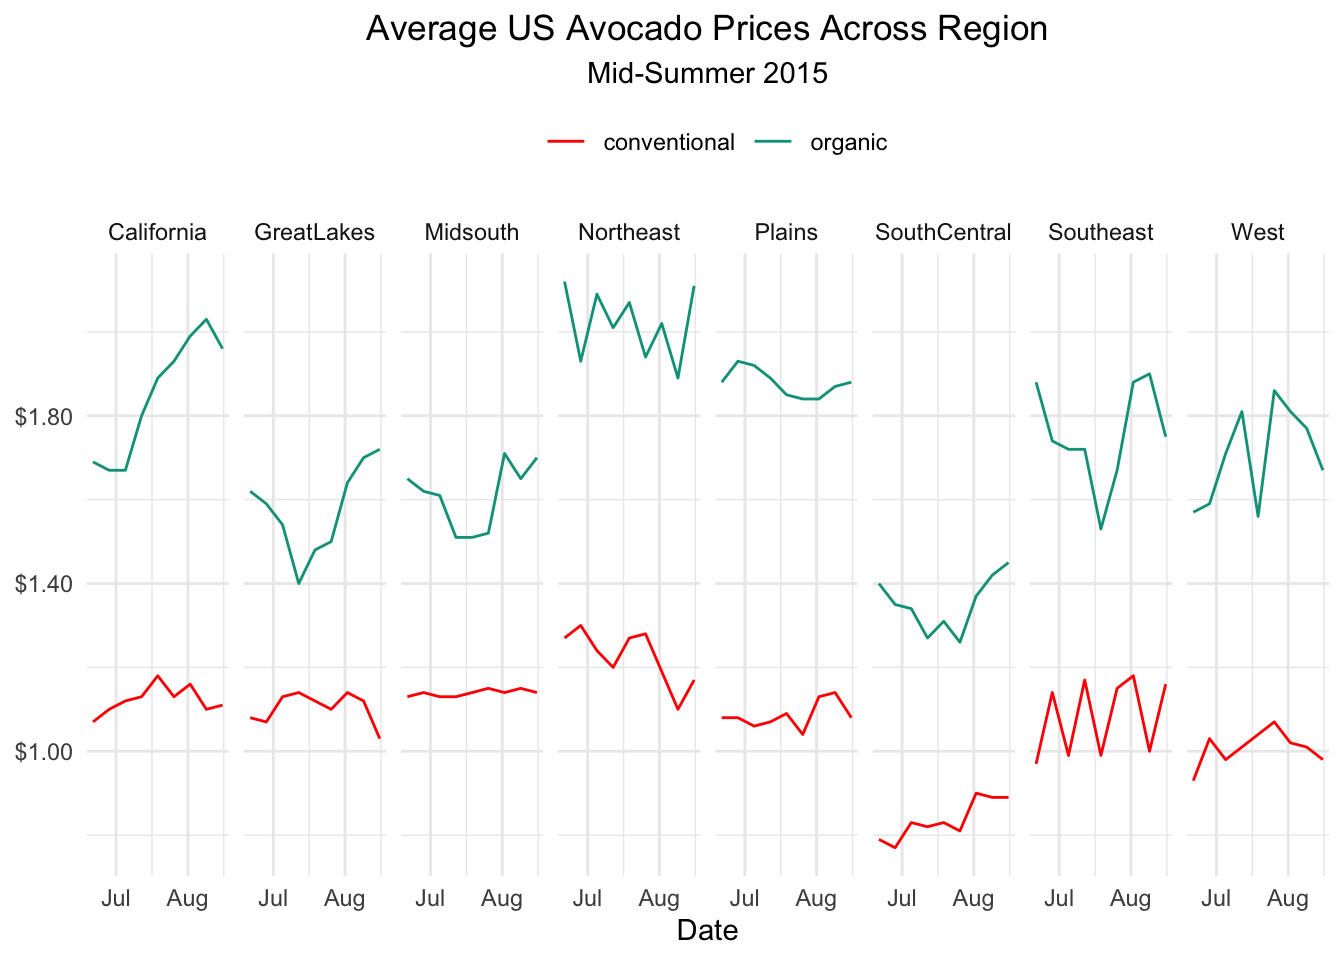 Average US Avocado Prices Across Region
Mid-Summer 2015
conventional organic
California GreatLakes Midsouth Northeast Plains SouthCentral Southeast West
$1.80
$1.40
$1.00
Jul Aug Jul Aug Jul Aug Jul Aug Jul Aug Jul Aug Jul Aug Jul Aug
Date